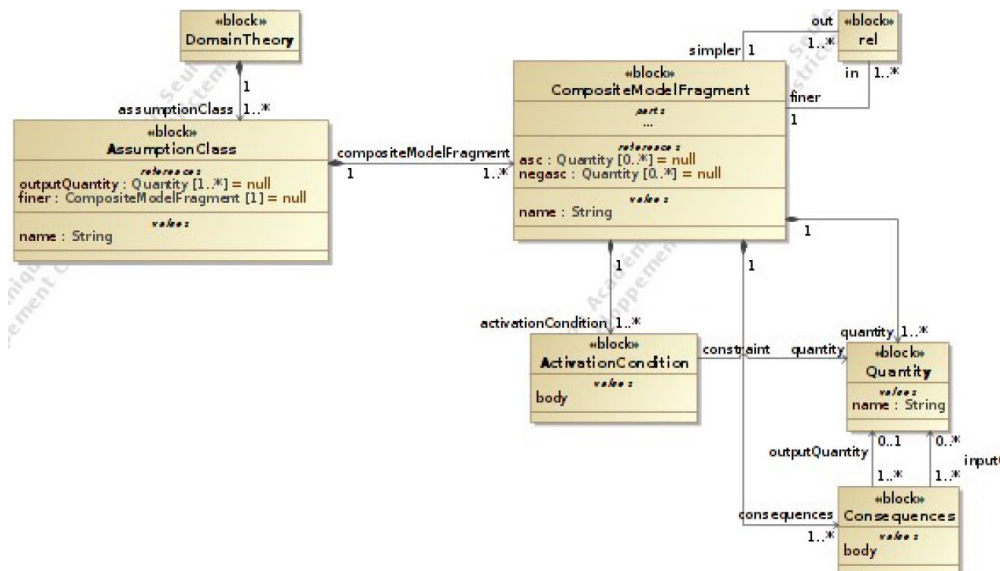 «block»
DomainTheory
1
assumptionClass 1..*
«block»
AssumptionClass
references
outputQuantity : Quantity [1..*] = null
finer : CompositeModelFragment [1] = null
values
name : String
compositeModelFragment
1
1..*
out
simpler 1
1..*
«block»
rel
in
1..*
finer
1
«block»
CompositeModelFragment
parts
...
references
asc : Quantity [0..*] = null
negasc : Quantity [0..*] = null
values
name : String
1
1
1
activationCondition 1..*
«block»
ActivationCondition
values
body
constraint
quantity
quantity 1..*
«block»
Quantity
values
name : String
outputQuantity
0..1
0..*
1..*
1..*
consequences
1..*
«block»
Consequences
values
body